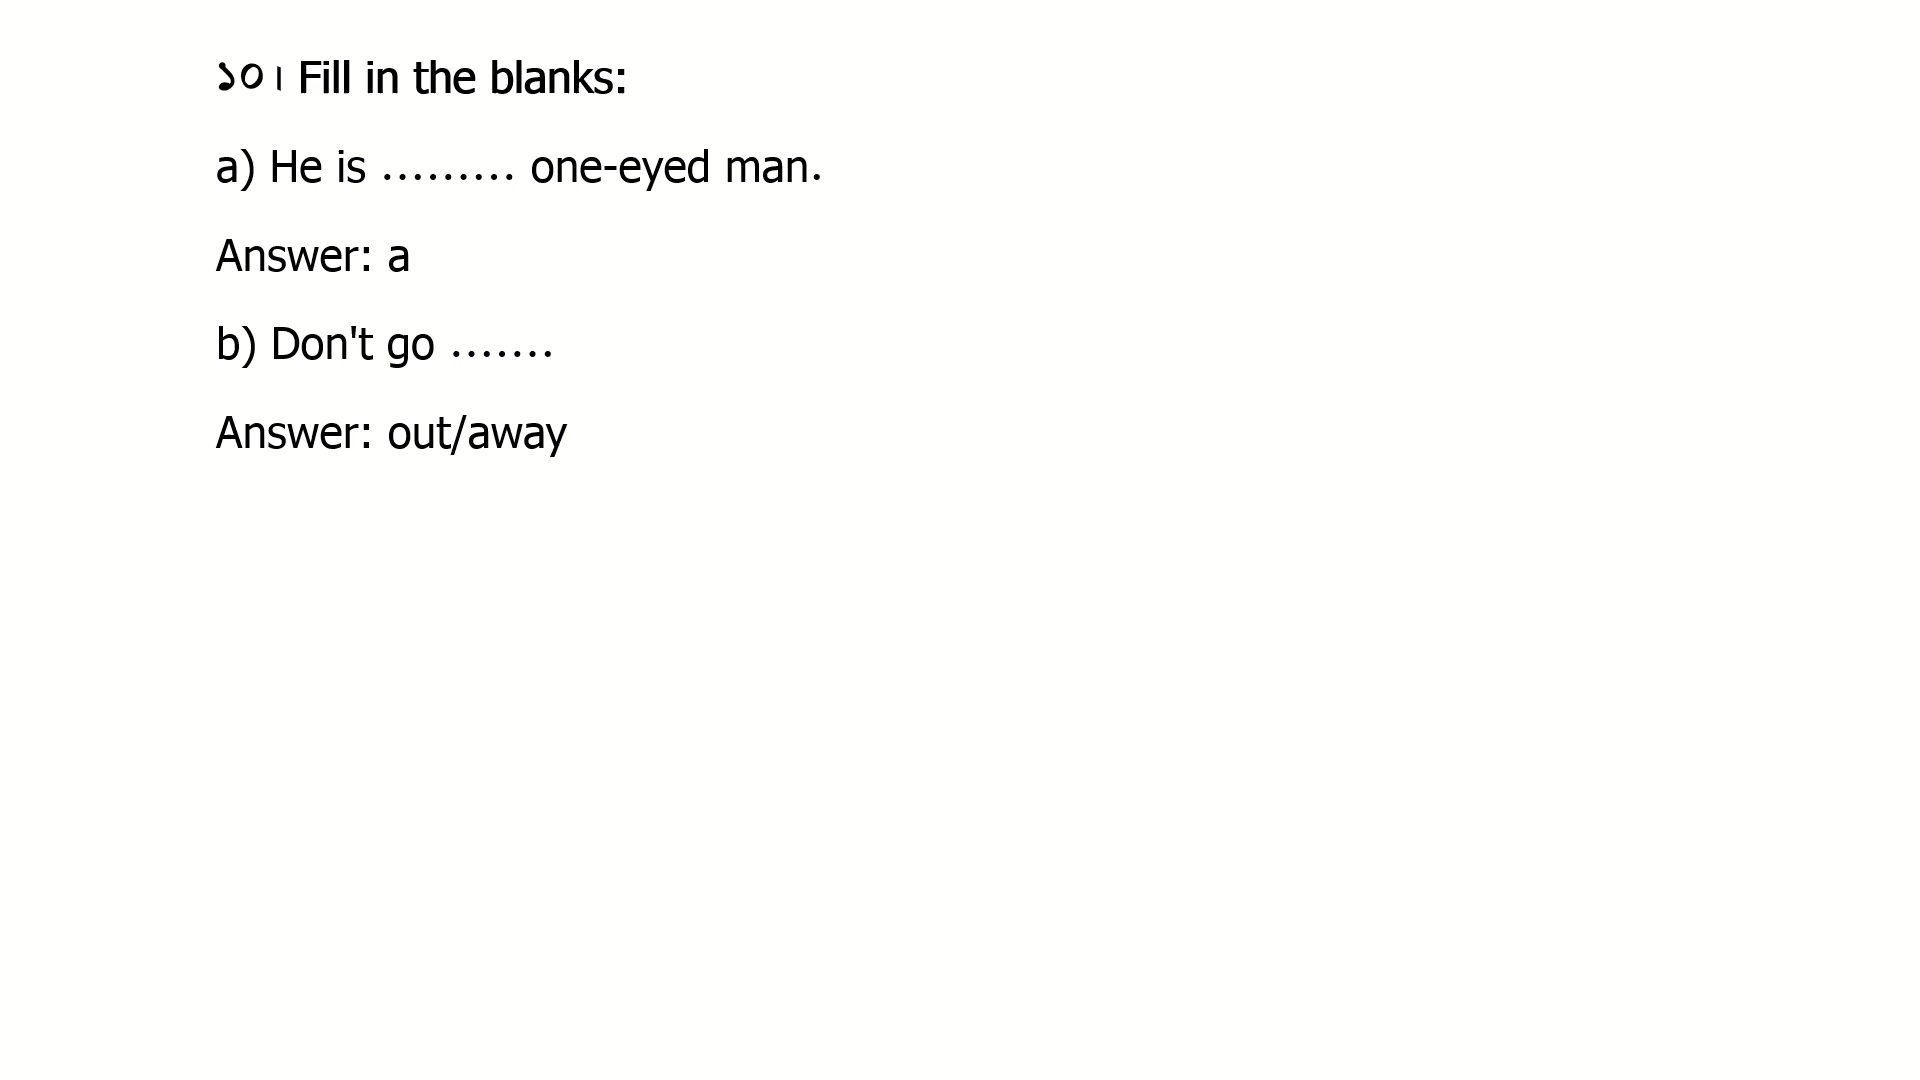 ১০। Fill in the blanks:
a) He is ......... one-eyed man.
Answer: a
b) Don't go .......
Answer: out/away